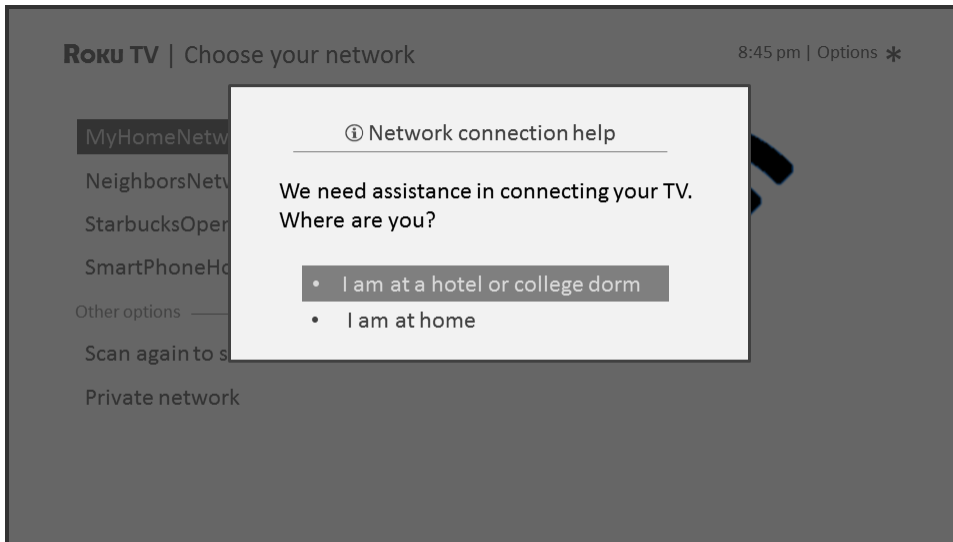 Roku TV | Choose your network
8:45 pm | Options
Network connection help
We need assistance in connecting your TV.
Where are you?
• I am at a hotel or college dorm
• I am at home
MyHomeNetw
NeighborsNetw
StarbucksOper
SmartPhoneHo
Other options
Scan again to s
Private network